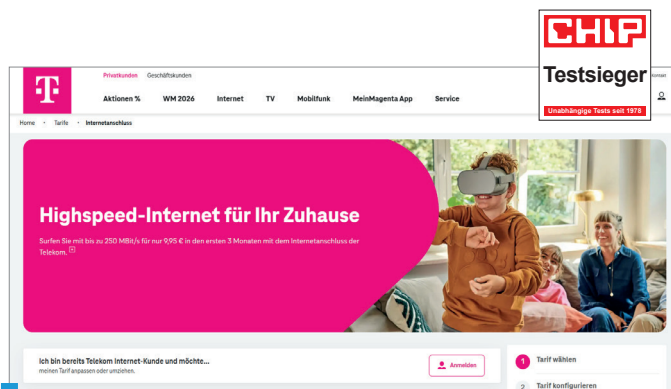 CHIP
Testsieger
Unabhängige Tests seit 1978
Privatkunden Geschäftskunden
Kontakt
T
Aktionen % WM 2026 Internet TV Mobilfunk MeinMagenta App Service
Home · Tarife · Internetanschluss
Highspeed-Internet für Ihr Zuhause
Surfen Sie mit bis zu 250 MBit/s für nur 9,95 € in den ersten 3 Monaten mit dem Internetanschluss der
Telekom.
Ich bin bereits Telekom Internet-Kunde und möchte...
meinen Tarif anpassen oder umziehen.
Anmelden
1 Tarif wählen
2 Tarif konfigurieren